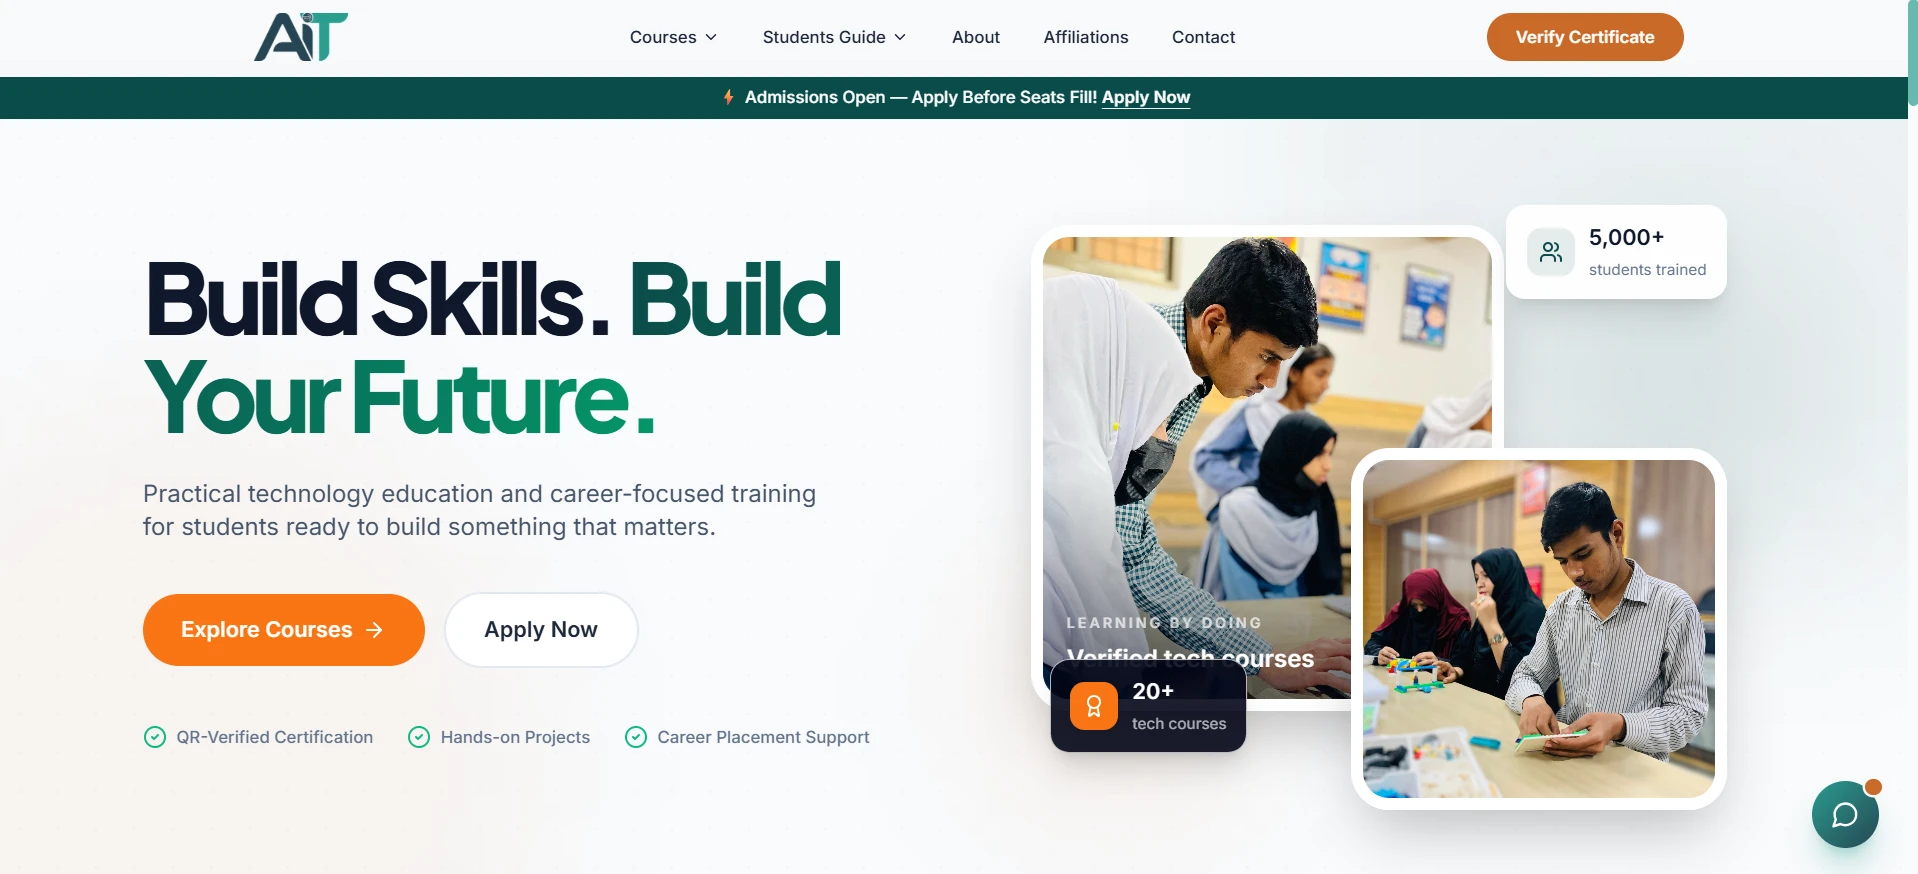 AiT
Courses
Students Guide
About
Affiliations
Contact
Verify Certificate
Admissions Open — Apply Before Seats Fill! Apply Now
Build Skills. Build
Your Future.
Practical technology education and career-focused training
for students ready to build something that matters.
Explore Courses
Apply Now
QR-Verified Certification
Hands-on Projects
Career Placement Support
5,000+
students trained
LEARNING BY DOING
Verified tech courses
20+
tech courses